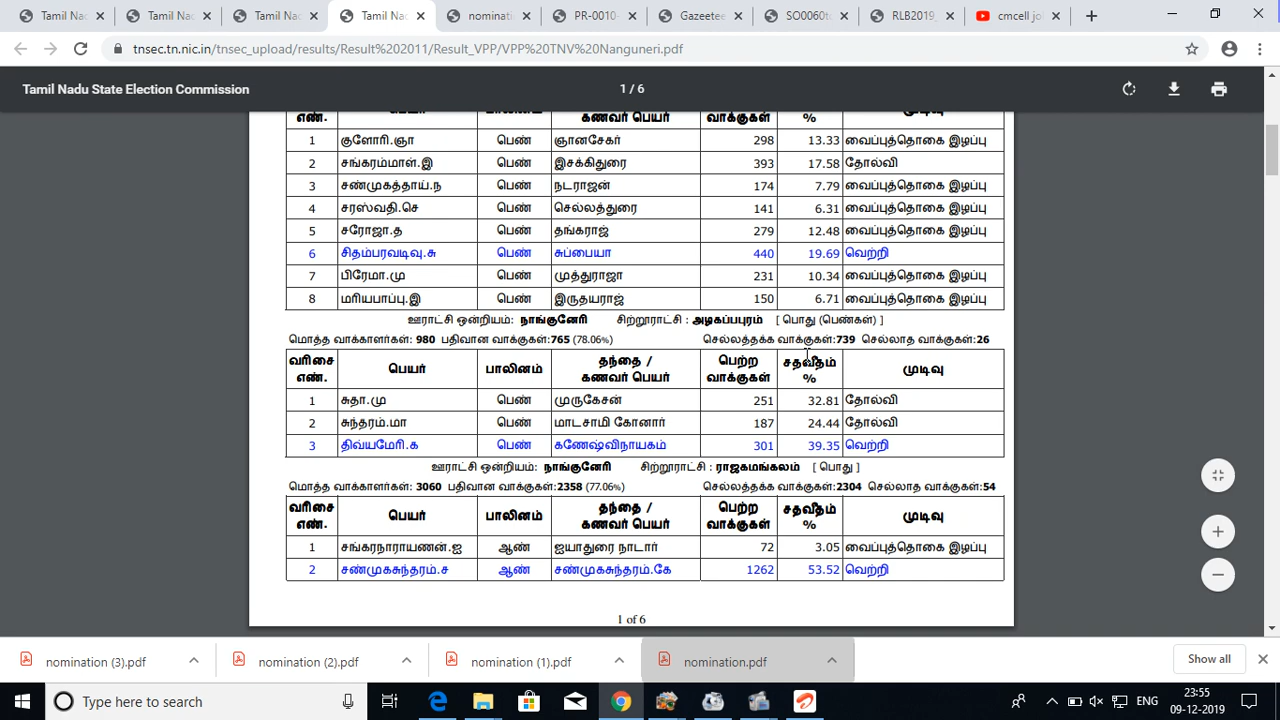 Tamil Na
Tamil Nad
Tamil Nad
Tamil Nad
nominati
PR-0010-
Gazeetee
SO0060to
RLB2019_
cmcell jo
tnsec.tn.nic.in/tnsec_upload/results/Result%202011/Result_VPP/VPP%20TNV%20Nanguneri.pdf
Tamil Nadu State Election Commission 1 / 6
எண். பெயர் பாலினம் கணவர் பெயர் வாக்குகள் % முடிவு
1 குளோரி.ஞா பெண் ஞானசேகர் 298 13.33 வைப்புத்தொகை இழப்பு
2 சங்கரம்மாள்.இ பெண் இசக்கிதுரை 393 17.58 தோல்வி
3 சண்முகத்தாய்.ந பெண் நடராஜன் 174 7.79 வைப்புத்தொகை இழப்பு
4 சரஸ்வதி.செ பெண் செல்லத்துரை 141 6.31 வைப்புத்தொகை இழப்பு
5 சரோஜா.த பெண் தங்கராஜ் 279 12.48 வைப்புத்தொகை இழப்பு
6 சிதம்பரவடிவு.சு பெண் சுப்பையா 440 19.69 வெற்றி
7 பிரேமா.மு பெண் முத்துராஜா 231 10.34 வைப்புத்தொகை இழப்பு
8 மரியபாப்பு.இ பெண் இருதயராஜ் 150 6.71 வைப்புத்தொகை இழப்பு
ஊராட்சி ஒன்றியம்: நாங்குனேரி சிற்றூராட்சி : அழகப்பபுரம் [ பொது (பெண்கள்) ]
மொத்த வாக்காளர்கள்: 980 பதிவான வாக்குகள்:765 (78.06%) செல்லத்தக்க வாக்குகள்:739 செல்லாத வாக்குகள்:26
வரிசை எண். பெயர் பாலினம் தந்தை / கணவர் பெயர் பெற்ற வாக்குகள் சதவீதம் % முடிவு
1 சுதா.மு பெண் முருகேசன் 251 32.81 தோல்வி
2 சுந்தரம்.மா பெண் மாடசாமி கோனார் 187 24.44 தோல்வி
3 திவ்யமேரி.க பெண் கணேஷ்விநாயகம் 301 39.35 வெற்றி
ஊராட்சி ஒன்றியம்: நாங்குனேரி சிற்றூராட்சி : ராஜகமங்கலம் [ பொது ]
மொத்த வாக்காளர்கள்: 3060 பதிவான வாக்குகள்:2358 (77.06%) செல்லத்தக்க வாக்குகள்:2304 செல்லாத வாக்குகள்:54
வரிசை எண். பெயர் பாலினம் தந்தை / கணவர் பெயர் பெற்ற வாக்குகள் சதவீதம் % முடிவு
1 சங்கரநாராயணன்.ஐ ஆண் ஐயாதுரை நாடார் 72 3.05 வைப்புத்தொகை இழப்பு
2 சண்முகசுந்தரம்.ச ஆண் சண்முகசுந்தரம்.கே 1262 53.52 வெற்றி
1 of 6
nomination (3).pdf
nomination (2).pdf
nomination (1).pdf
nomination.pdf
Show all
Type here to search
ENG
23:55
09-12-2019